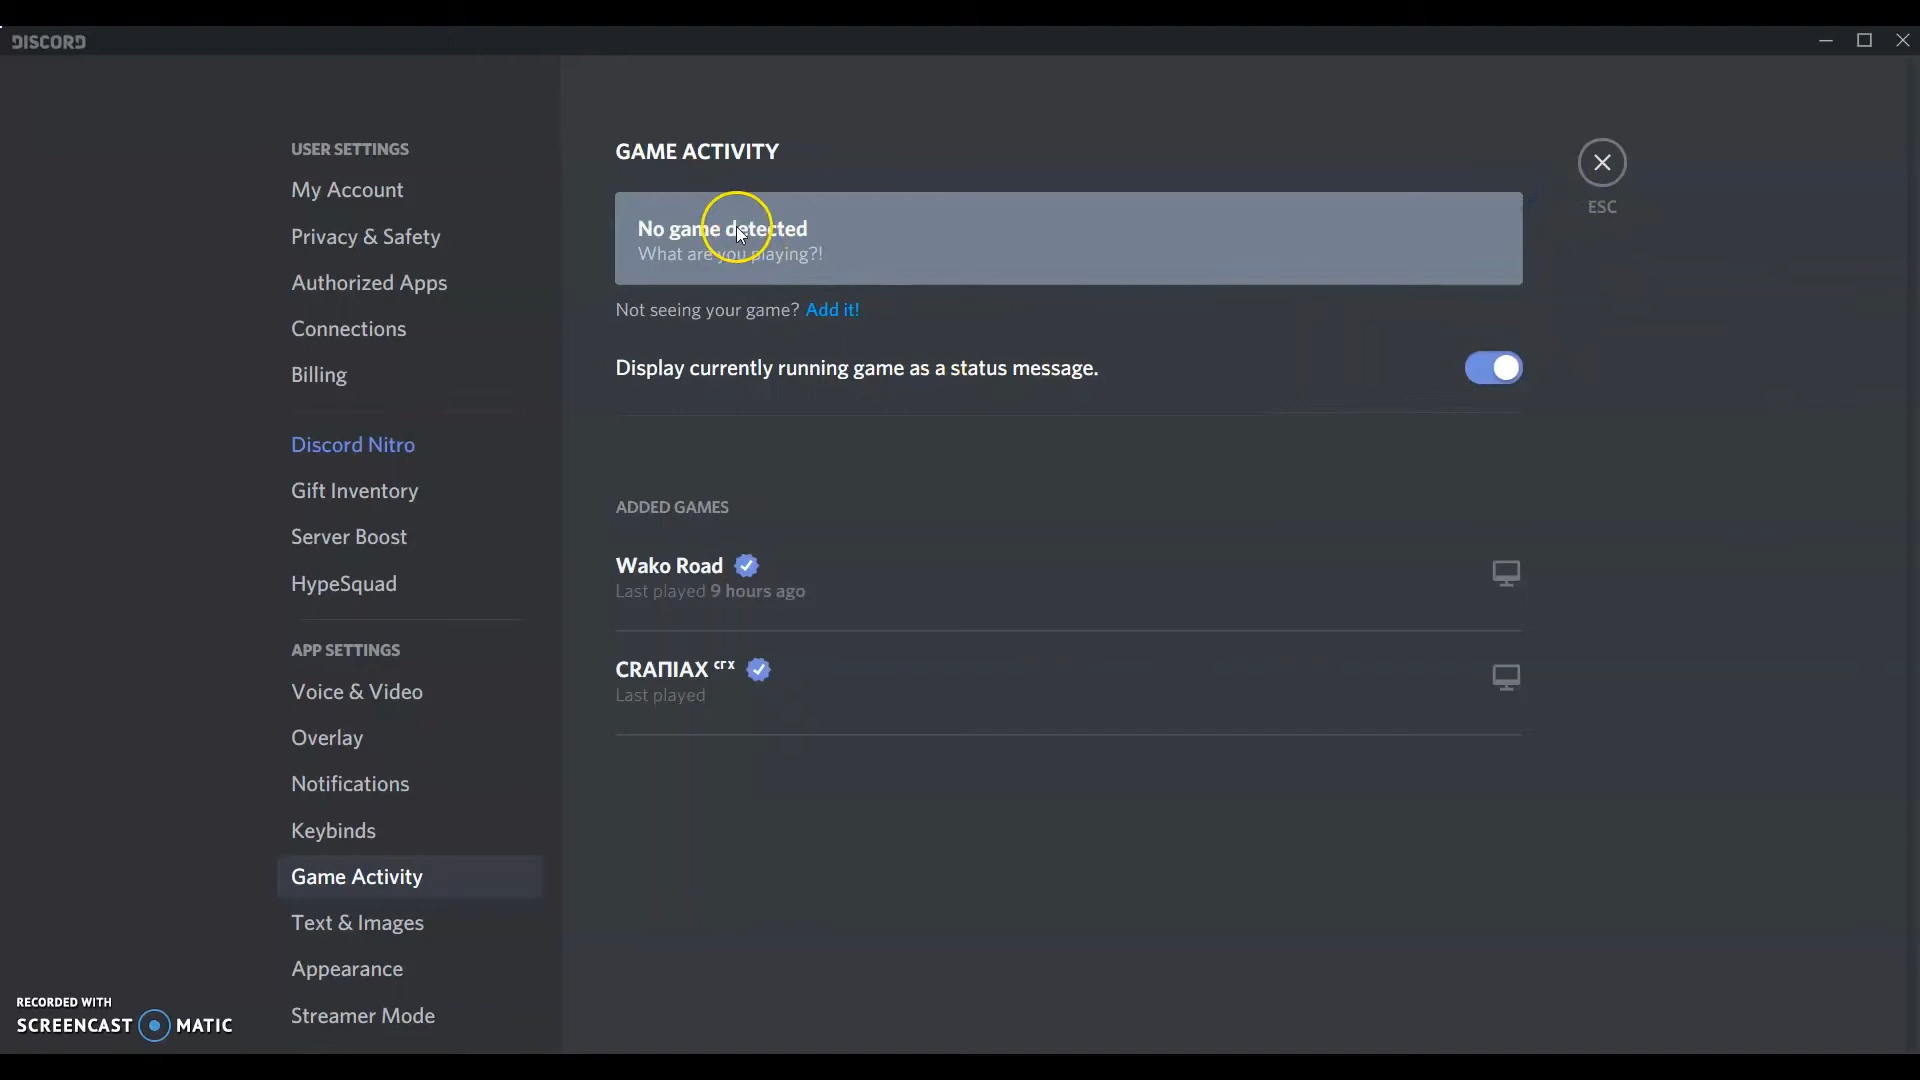 DISCORD
USER SETTINGS
My Account
Privacy & Safety
Authorized Apps
Connections
Billing
Discord Nitro
Gift Inventory
Server Boost
HypeSquad
APP SETTINGS
Voice & Video
Overlay
Notifications
Keybinds
Game Activity
Text & Images
Appearance
Streamer Mode
GAME ACTIVITY
No game detected
What are you playing?!
Not seeing your game? Add it!
Display currently running game as a status message.
ADDED GAMES
Wako Road
Last played 9 hours ago
CRAПIAX ᶜʳˣ
Last played
ESC
RECORDED WITH
SCREENCAST MATIC